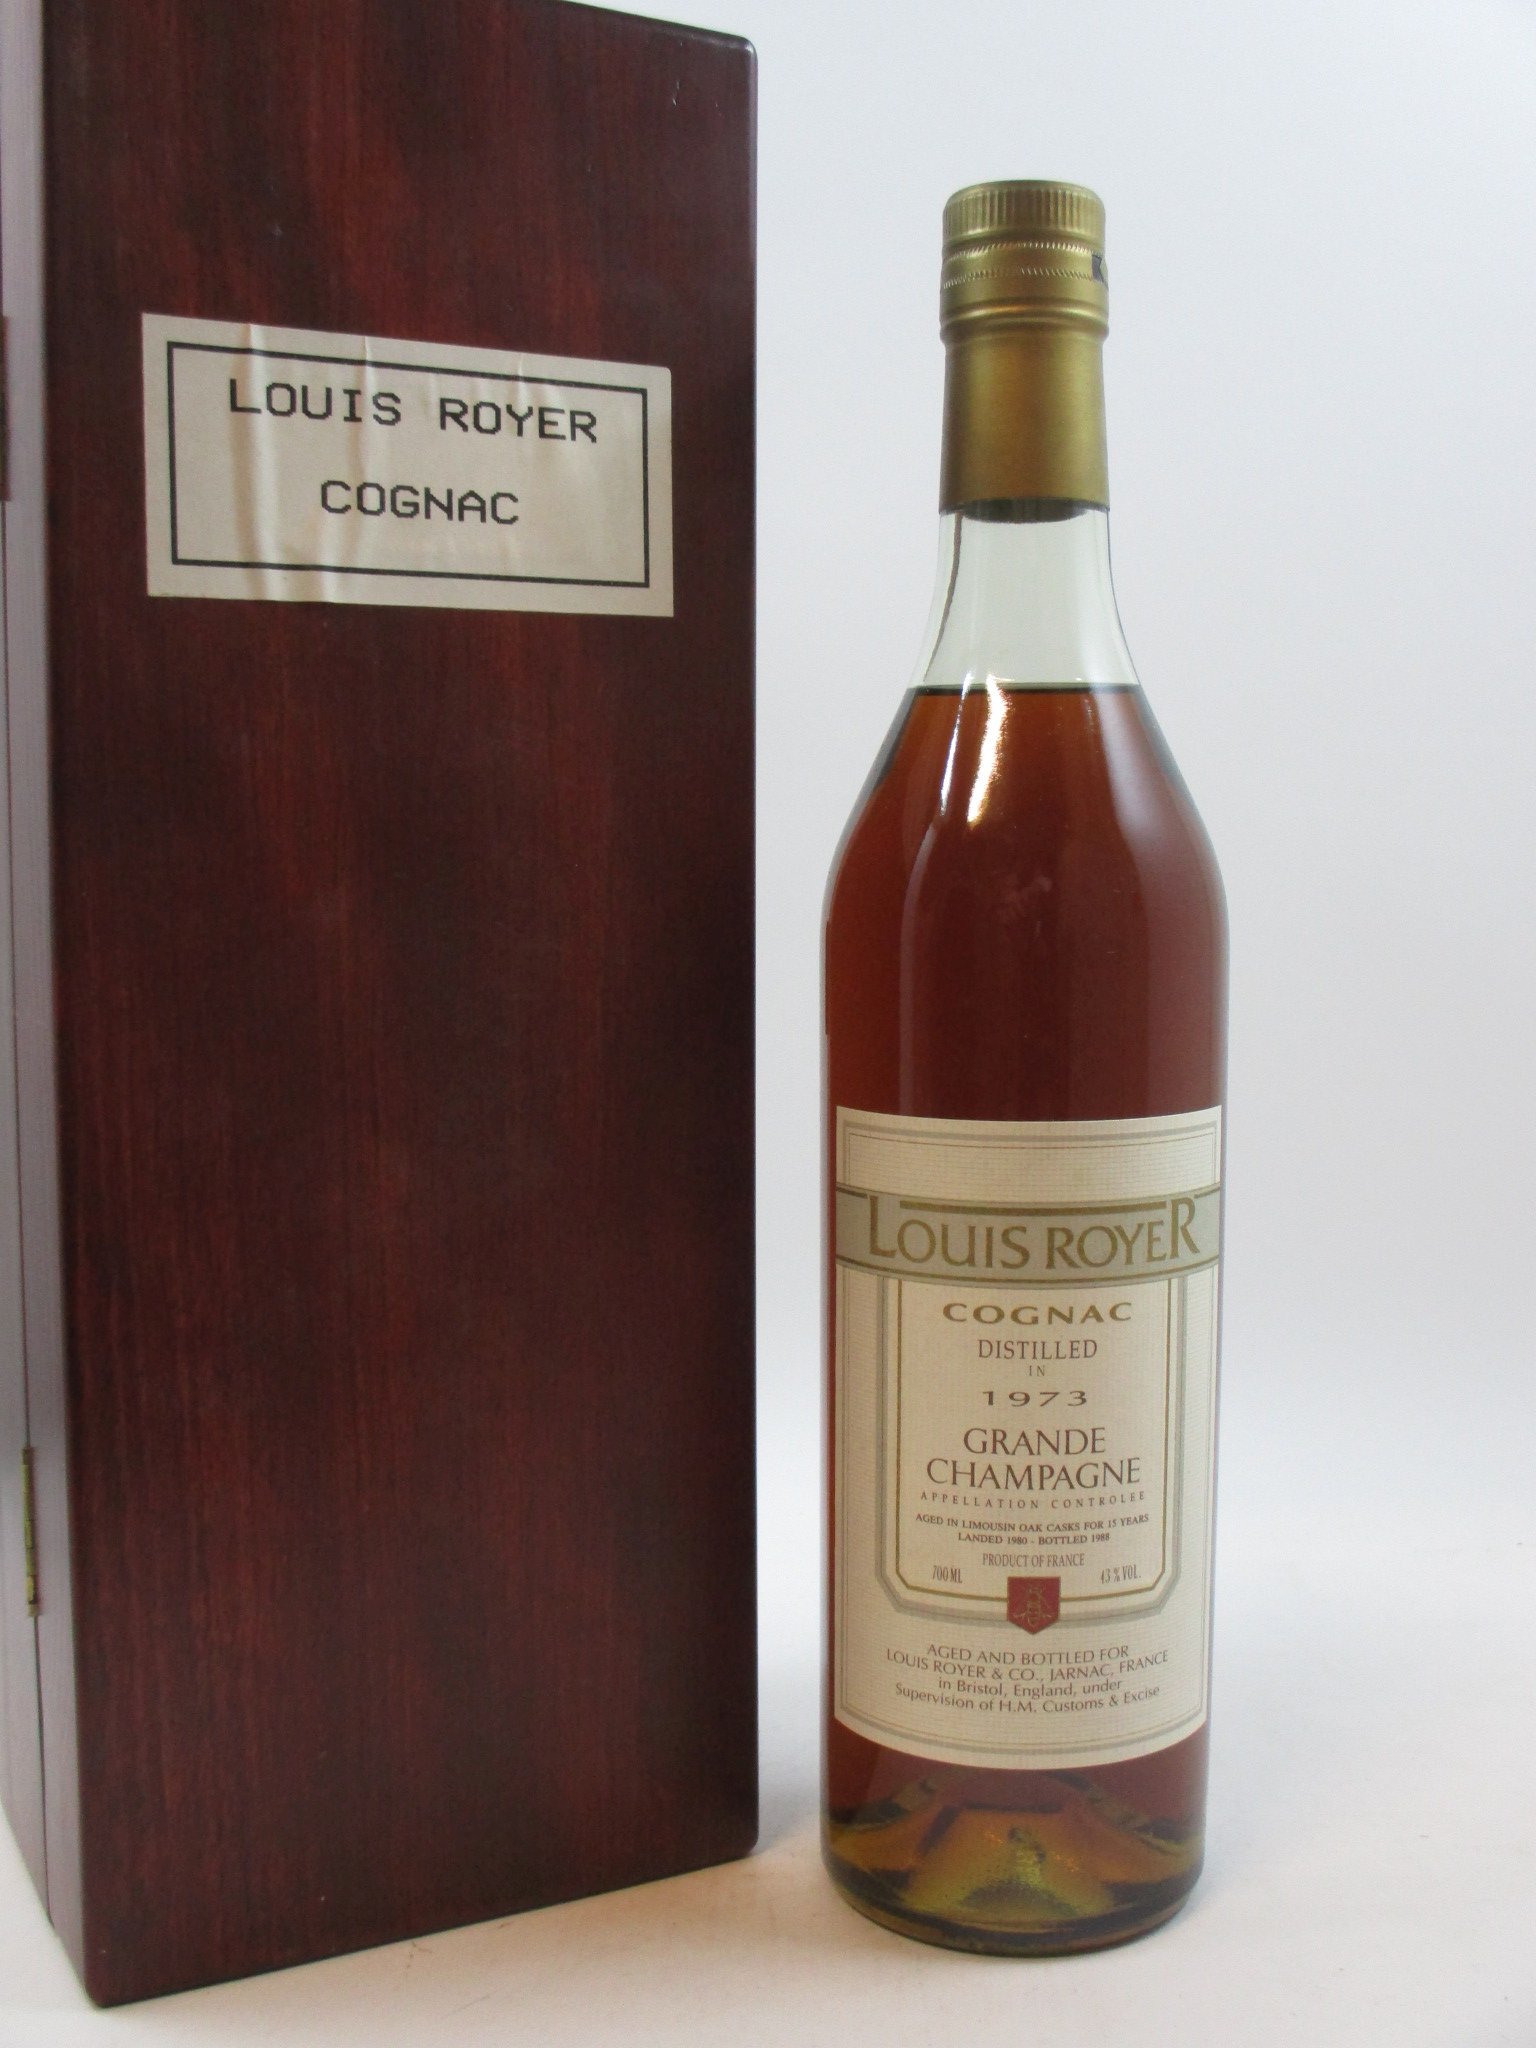 LOUIS ROYER
COGNAC
LOUIS ROYER
COGNAC
DISTILLED
IN
1973
GRANDE
CHAMPAGNE
APPELLATION CONTROLEE
AGED IN LIMOUSIN OAK CASKS FOR 15 YEARS
LANDED 1980 - BOTTLED 1988
PRODUCT OF FRANCE
700 ML 43 % VOL.
AGED AND BOTTLED FOR
LOUIS ROYER & CO., JARNAC, FRANCE
in Bristol, England, under
Supervision of H.M. Customs & Excise